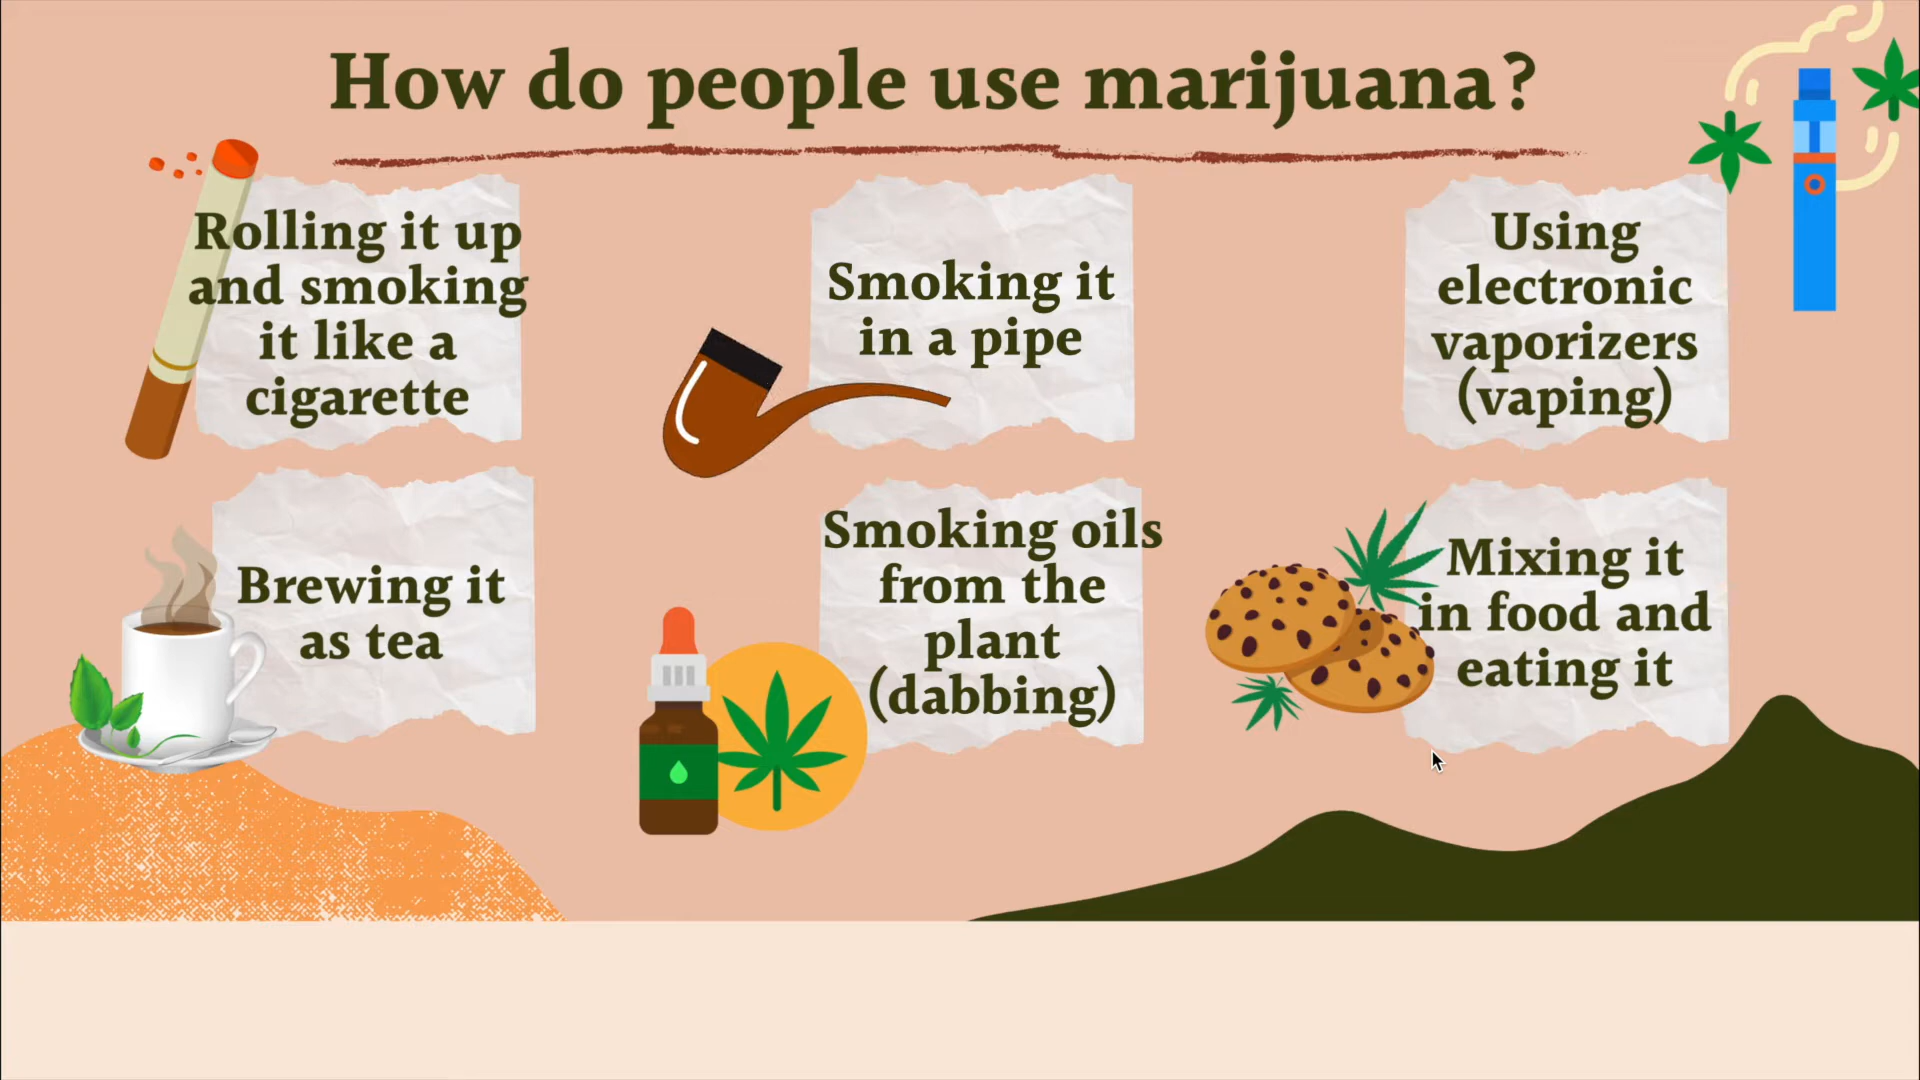 How do people use marijuana?
Rolling it up
and smoking
it like a
cigarette
Smoking it
in a pipe
Using
electronic
vaporizers
(vaping)
Brewing it
as tea
Smoking oils
from the
plant
(dabbing)
Mixing it
in food and
eating it